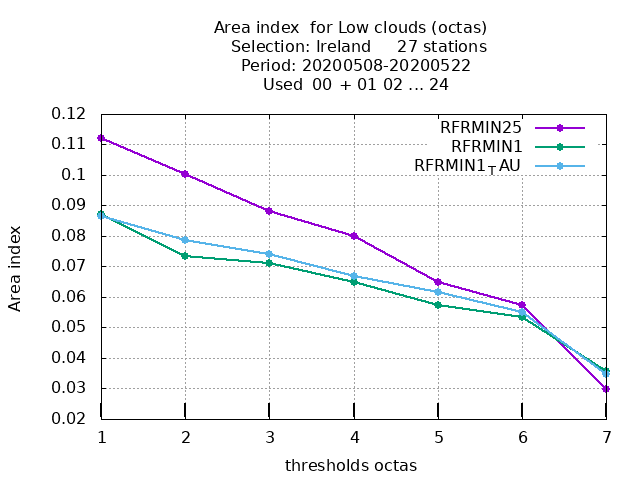 Area index  for Low clouds (octas)
Selection: Ireland     27 stations
Period: 20200508-20200522
Used  00 + 01 02 ... 24
0.12
0.11
0.1
0.09
0.08
0.07
0.06
0.05
0.04
0.03
0.02
Area index
RFRMIN25
RFRMIN1
RFRMIN1TAU
1 2 3 4 5 6 7
thresholds octas